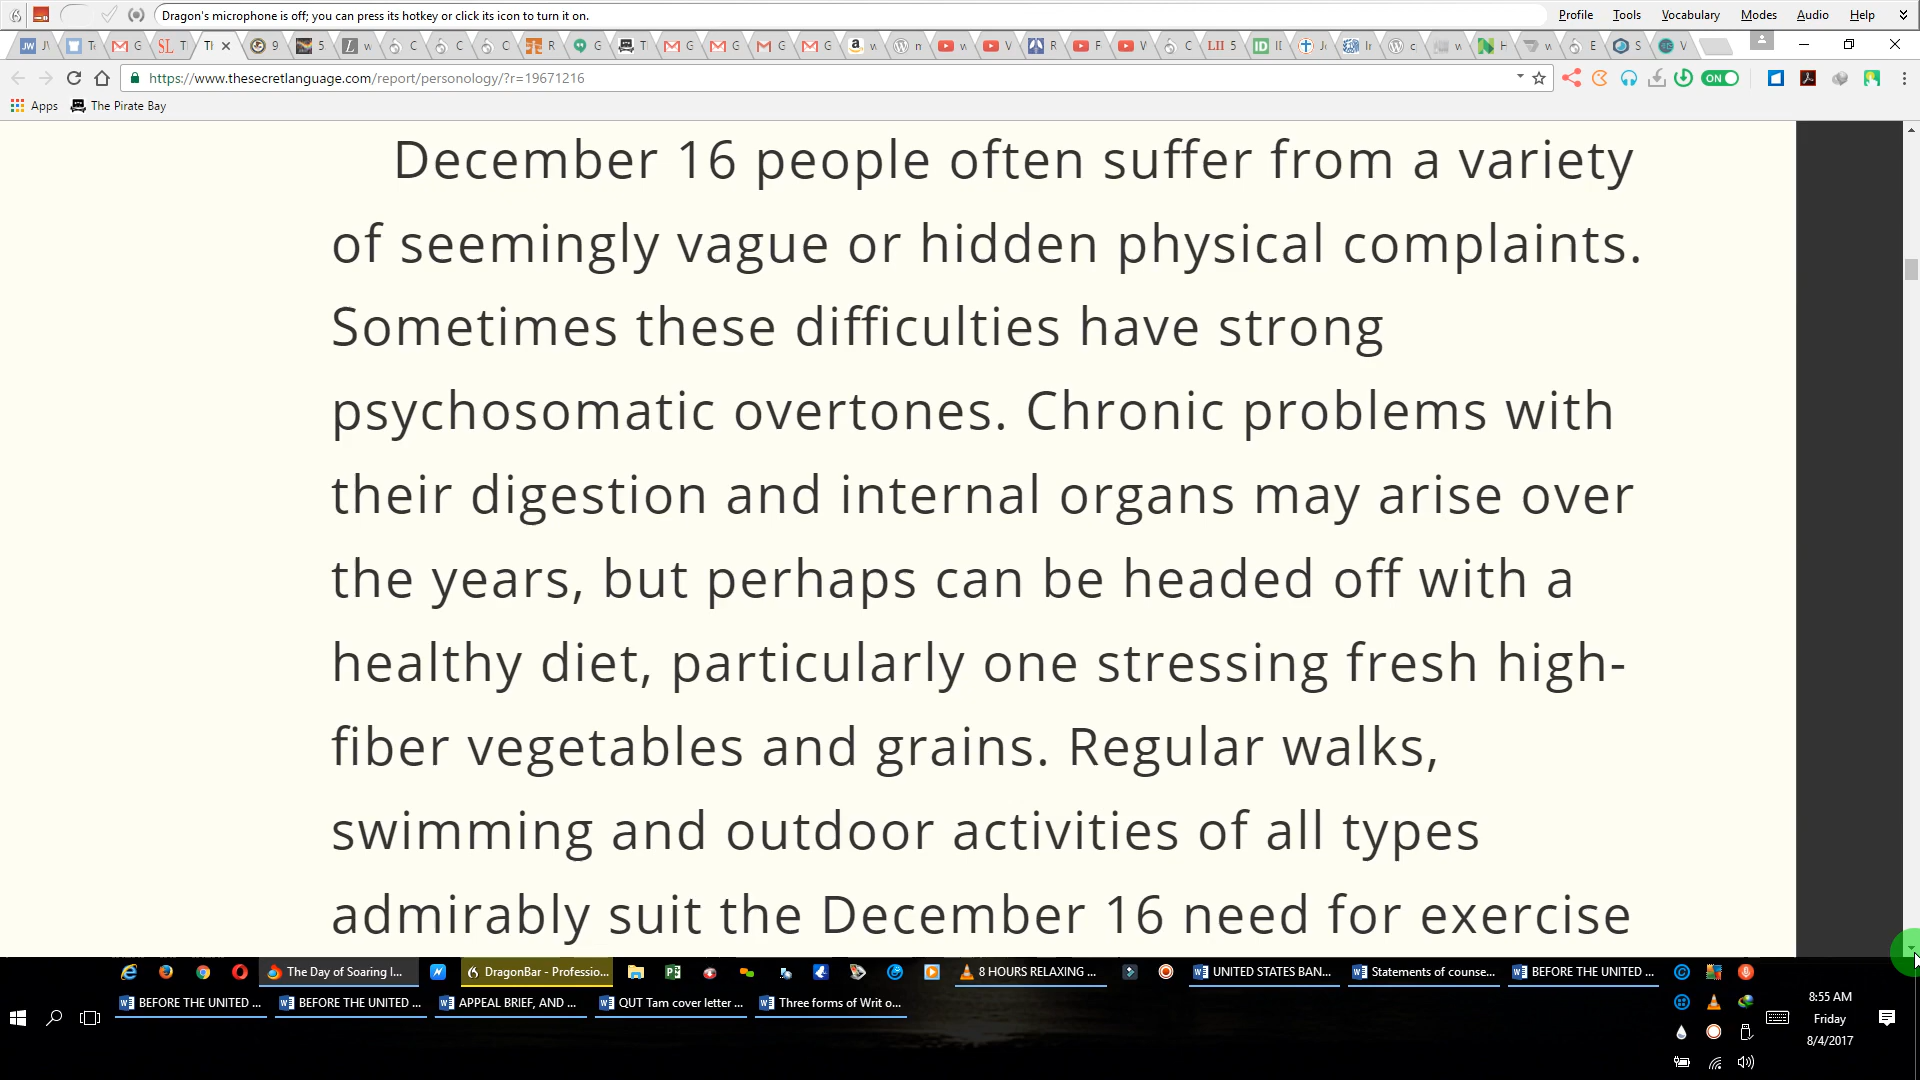 Dragon's microphone is off; you can press its hotkey or click its icon to turn it on.
Profile Tools Vocabulary Modes Audio Help
https://www.thesecretlanguage.com/report/personology/?r=19671216
ON
Apps The Pirate Bay
December 16 people often suffer from a variety
of seemingly vague or hidden physical complaints.
Sometimes these difficulties have strong
psychosomatic overtones. Chronic problems with
their digestion and internal organs may arise over
the years, but perhaps can be headed off with a
healthy diet, particularly one stressing fresh high-
fiber vegetables and grains. Regular walks,
swimming and outdoor activities of all types
admirably suit the December 16 need for exercise
The Day of Soaring I...
DragonBar - Professio...
8 HOURS RELAXING ...
UNITED STATES BAN...
Statements of counse...
BEFORE THE UNITED ...
BEFORE THE UNITED ...
BEFORE THE UNITED ...
APPEAL BRIEF, AND ...
QUT Tam cover letter ...
Three forms of Writ o...
8:55 AM
Friday
8/4/2017